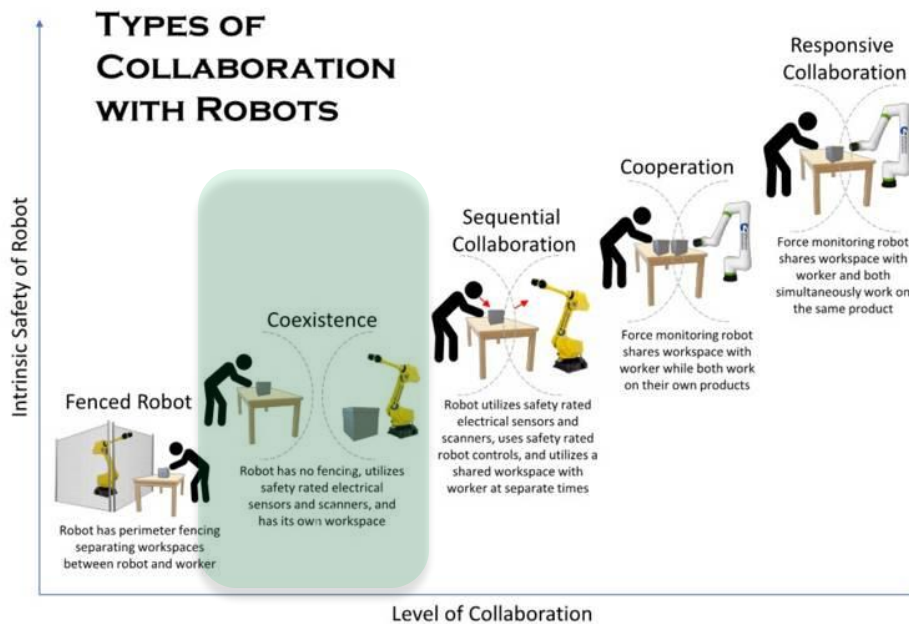 TYPES OF
COLLABORATION
WITH ROBOTS
Responsive
Collaboration
Force monitoring robot
shares workspace with
worker and both
simultaneously work on
the same product
Cooperation
Force monitoring robot
shares workspace with
worker while both work
on their own products
Sequential
Collaboration
Robot utilizes safety rated
electrical sensors and
scanners, uses safety rated
robot controls, and utilizes a
shared workspace with
worker at separate times
Coexistence
Robot has no fencing, utilizes
safety rated electrical
sensors and scanners, and
has its own workspace
Fenced Robot
Robot has perimeter fencing
separating workspaces
between robot and worker
Intrinsic Safety of Robot
Level of Collaboration